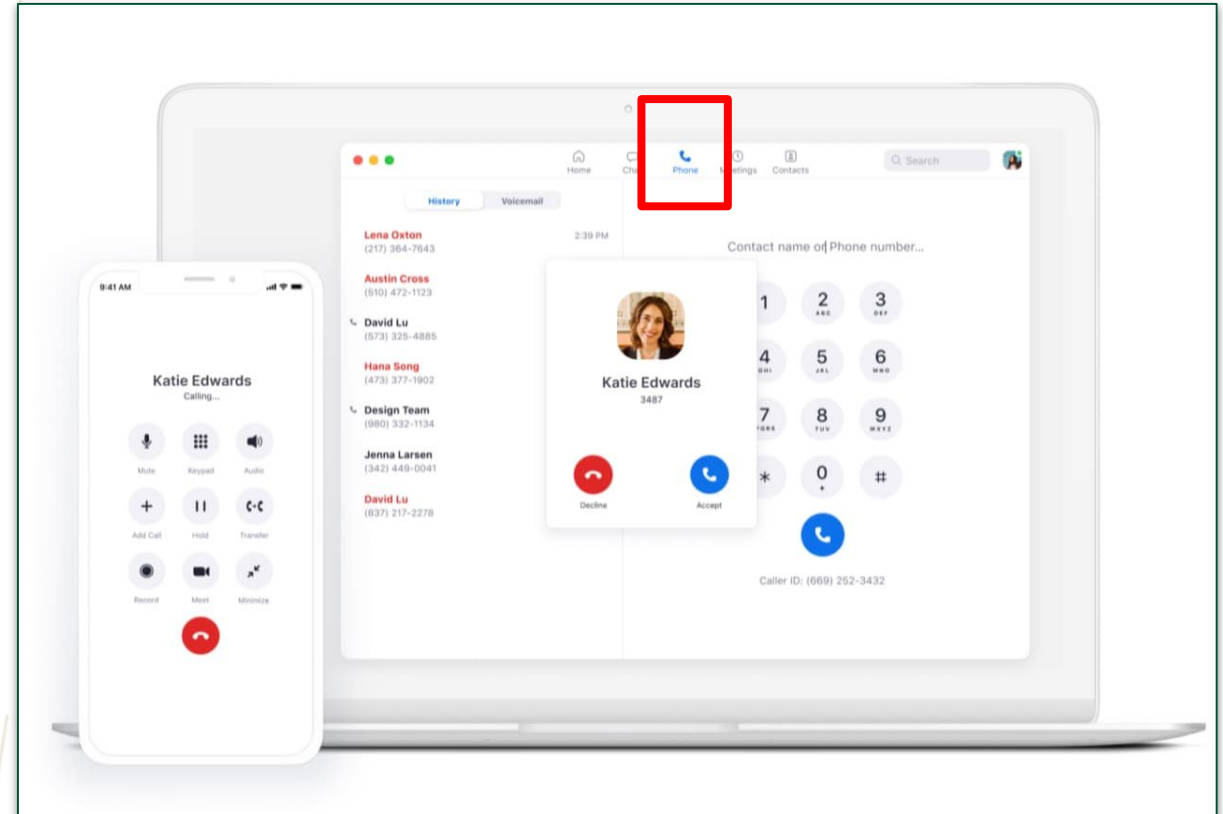 Home
Phone
Meetings
Contacts
Search
History
Voicemail
Lena Oxton
2:39 PM
(217) 364-7643
Austin Cross
(510) 472-1123
David Lu
(573) 325-4885
Hana Song
(473) 377-1902
Design Team
(980) 332-1134
Jenna Larsen
(342) 449-0041
David Lu
(837) 217-2278
Katie Edwards
3487
Decline
Accept
Contact name or Phone number...
1
2
ABC
3
DEF
4
GHI
5
JKL
6
MNO
7
PQRS
8
TUV
9
WXYZ
*
0
+
#
Caller ID: (669) 252-3432
9:41 AM
Katie Edwards
Calling...
Mute
Keypad
Audio
Add Call
Hold
Transfer
Record
Meet
Minimize